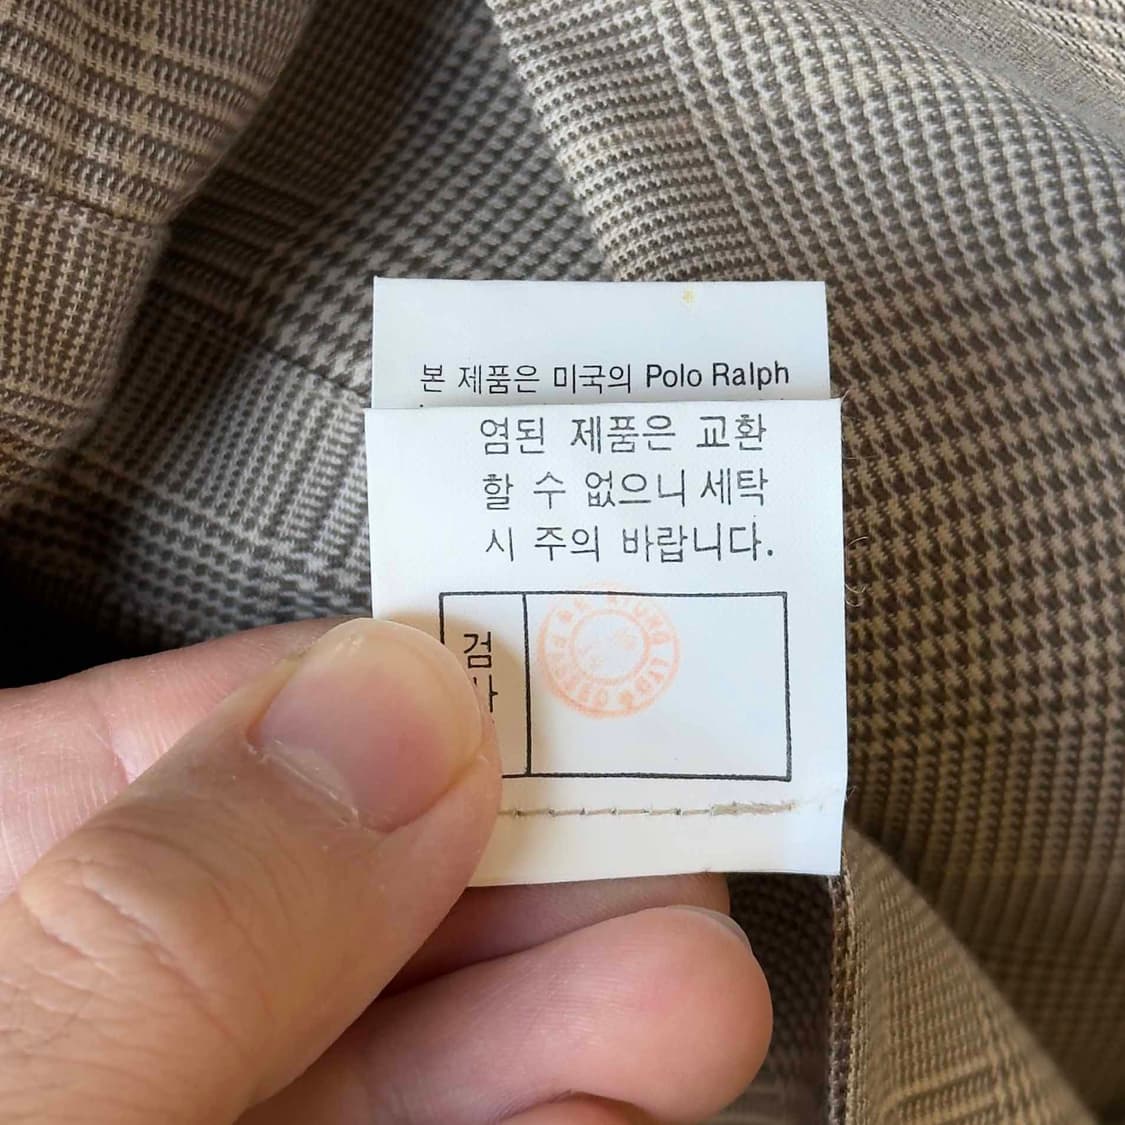 본 제품은 미국의 Polo Ralph
염된 제품은 교환
할 수 없으니 세탁
시 주의 바랍니다.
검